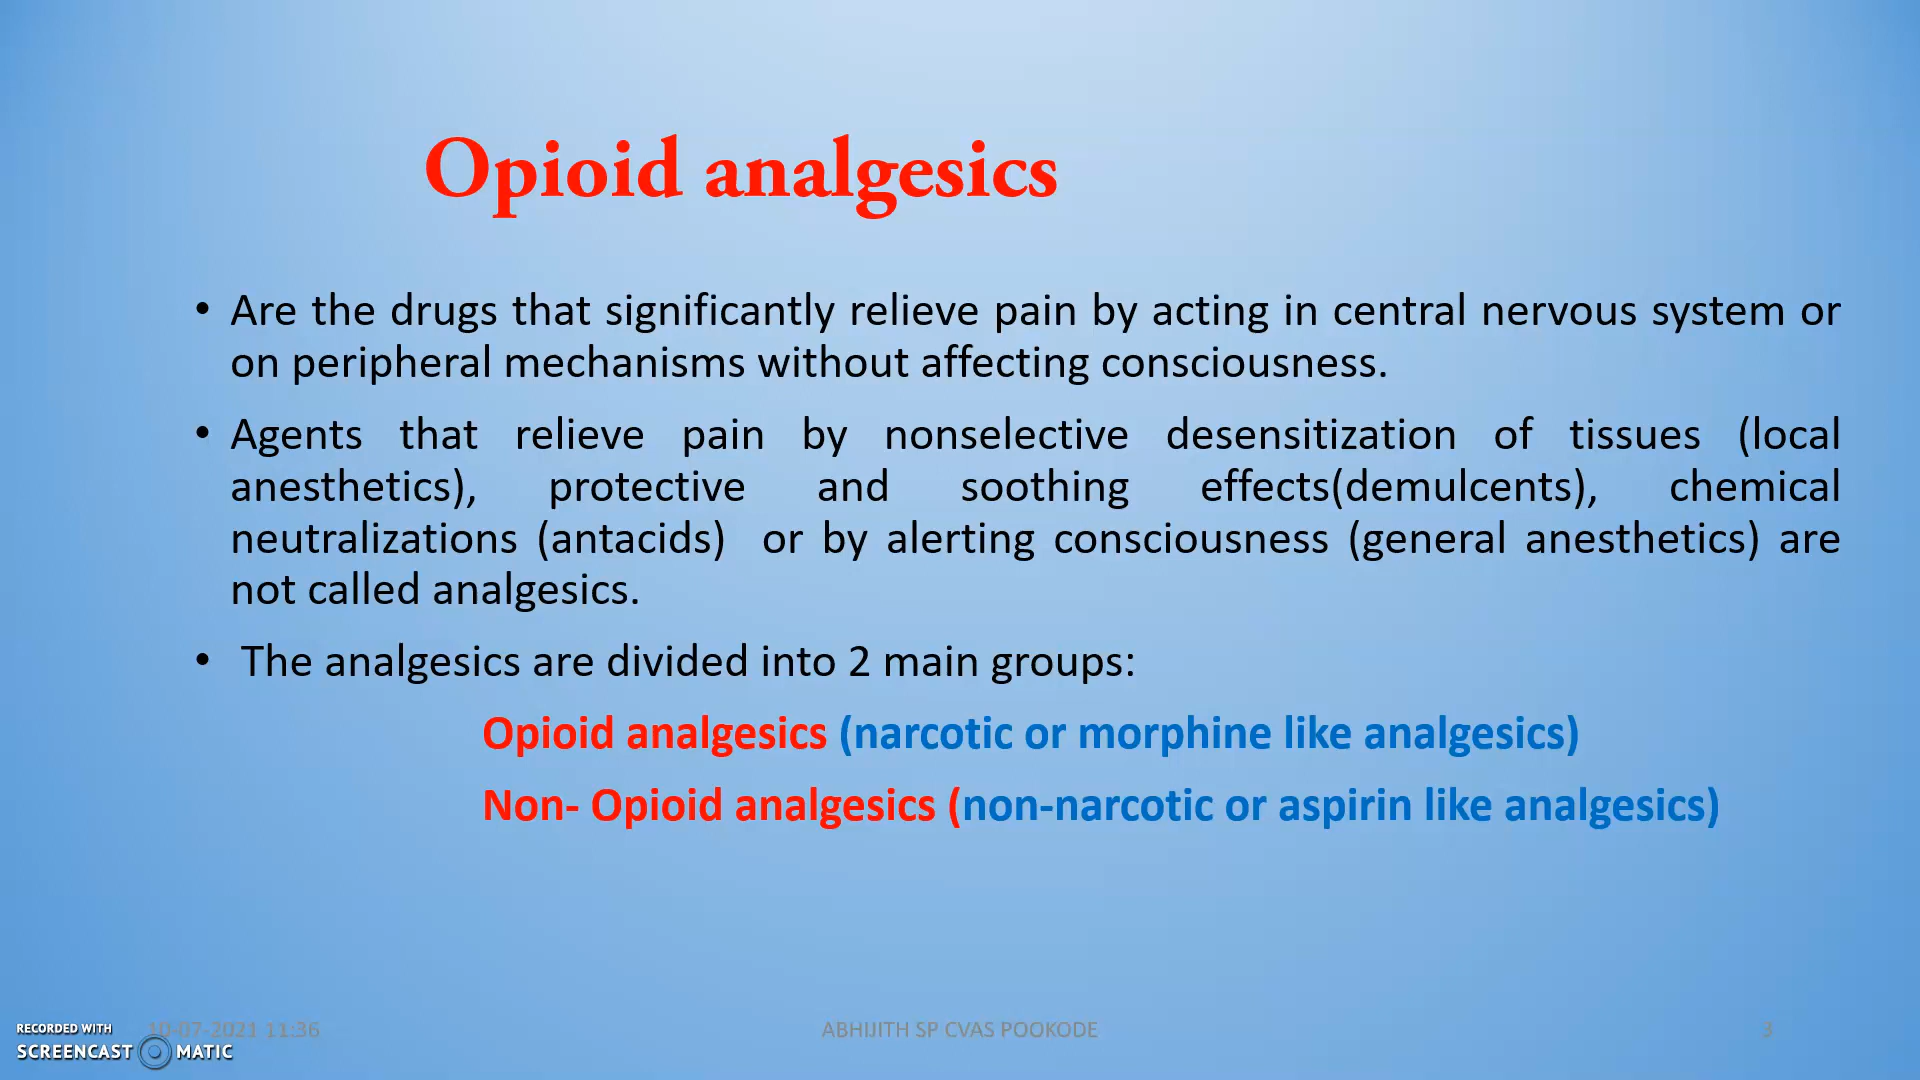 Opioid analgesics
• Are the drugs that significantly relieve pain by acting in central nervous system or
on peripheral mechanisms without affecting consciousness.
• Agents that relieve pain by nonselective desensitization of tissues (local
anesthetics), protective and soothing effects(demulcents), chemical
neutralizations (antacids) or by alerting consciousness (general anesthetics) are
not called analgesics.
• The analgesics are divided into 2 main groups:
Opioid analgesics (narcotic or morphine like analgesics)
Non- Opioid analgesics (non-narcotic or aspirin like analgesics)
RECORDED WITH
10-07-2021 11:36
ABHIJITH SP CVAS POOKODE
3
SCREENCAST MATIC